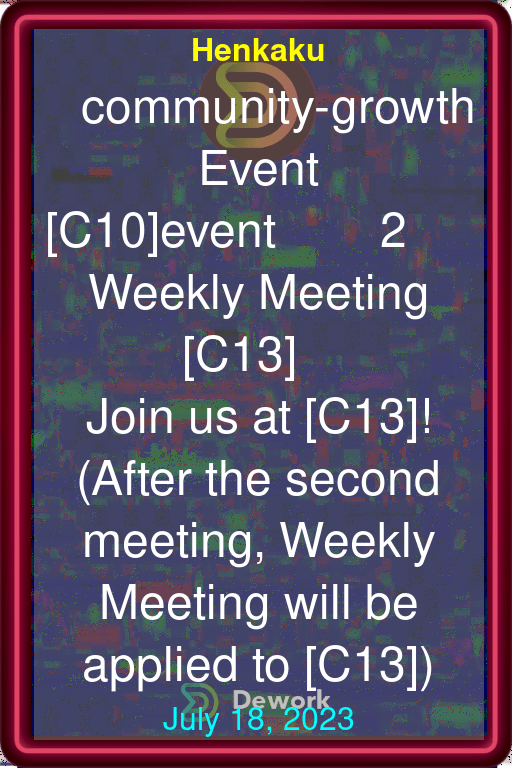 Henkaku
community-growth
Event
[C10]event 2
Weekly Meeting
[C13]
Join us at [C13]!
(After the second
meeting, Weekly
Meeting will be
applied to [C13])
Dework
July 18, 2023